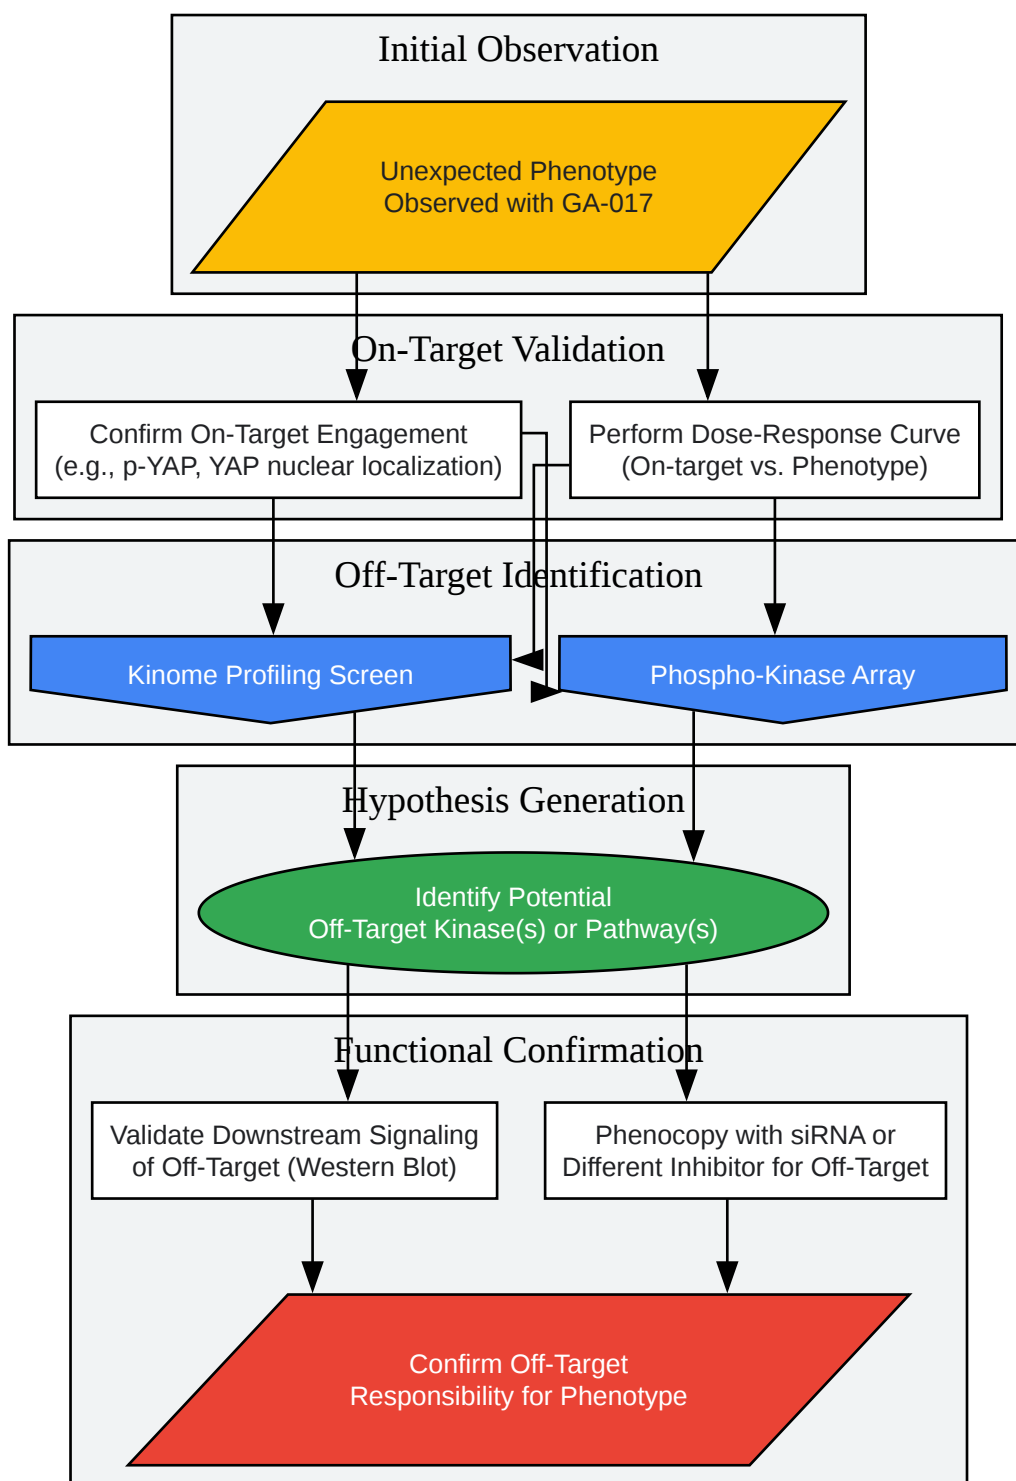 Initial Observation
Unexpected Phenotype
Observed with GA-017
On-Target Validation
Confirm On-Target Engagement
(e.g., p-YAP, YAP nuclear localization)
Perform Dose-Response Curve
(On-target vs. Phenotype)
Off-Target Identification
Kinome Profiling Screen
Phospho-Kinase Array
Hypothesis Generation
Identify Potential
Off-Target Kinase(s) or Pathway(s)
Functional Confirmation
Validate Downstream Signaling
of Off-Target (Western Blot)
Phenocopy with siRNA or
Different Inhibitor for Off-Target
Confirm Off-Target
Responsibility for Phenotype